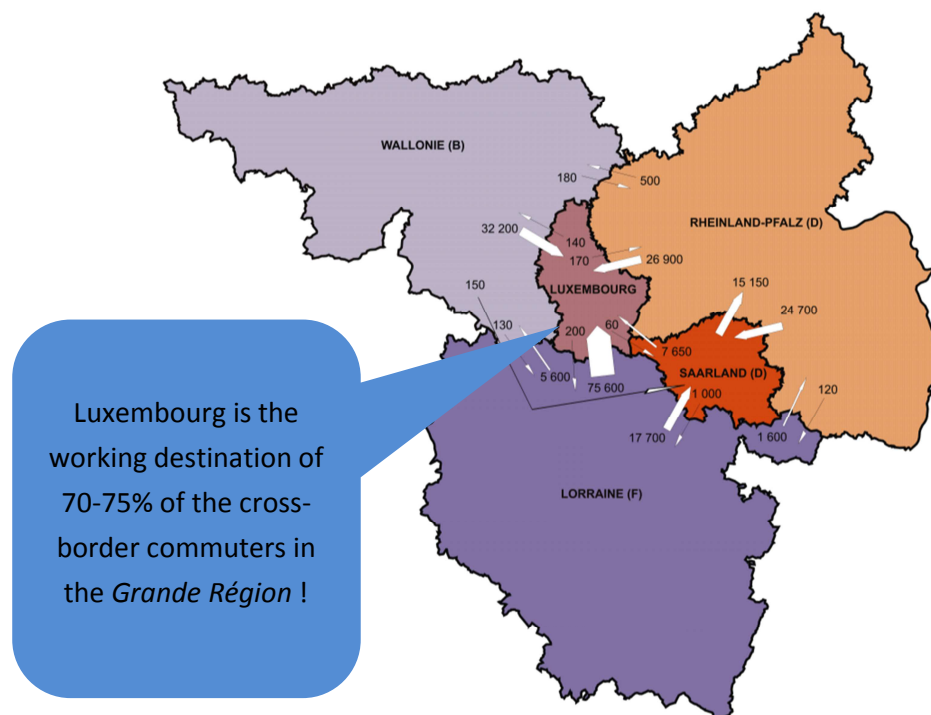 WALLONIE (B)
180
500
RHEINLAND-PFALZ (D)
32 200
140
170
26 900
LUXEMBOURG
150
15 150
24 700
130
200
60
7 650
5 600
75 600
SAARLAND (D)
1 000
120
17 700
1 600
LORRAINE (F)
Luxembourg is the
working destination of
70-75% of the cross-
border commuters in
the Grande Région !